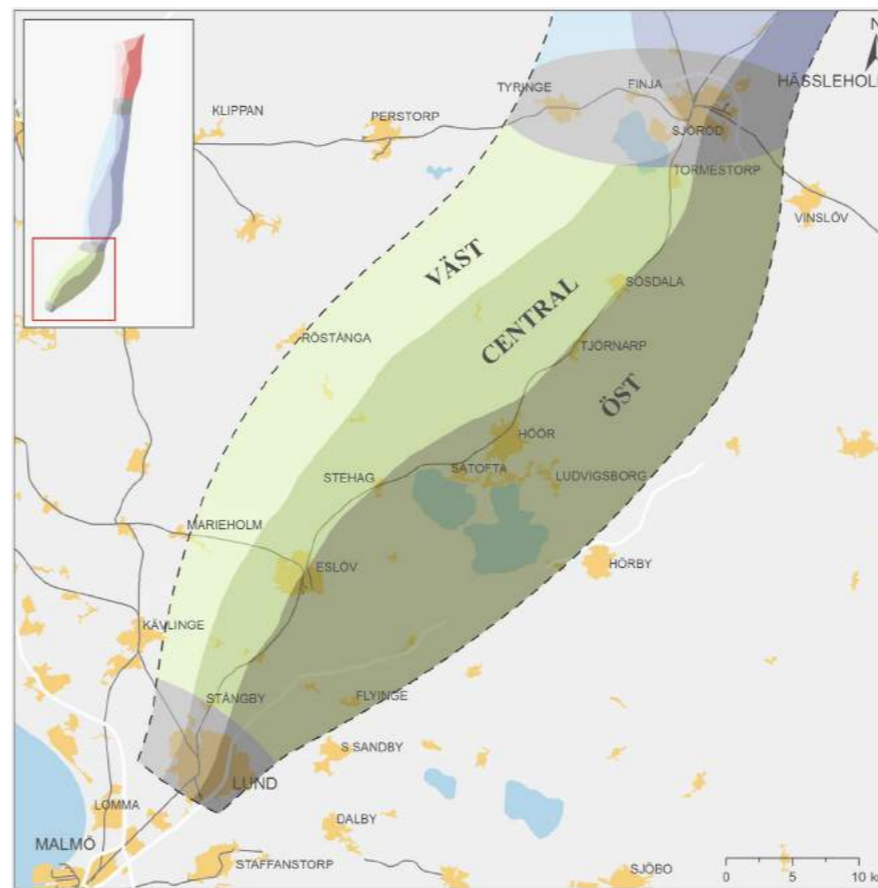 N
HÄSSLEHOLM
TYRINGE
FINJA
KLIPPAN
PERSTORP
SJÖRÖD
TORMESTORP
VINSLÖV
VÄST
SÖSDALA
CENTRAL
RÖSTÅNGA
TJÖRNARP
ÖST
HÖÖR
SÄTOFTA
STEHAG
LUDVIGSBORG
MARIEHOLM
ESLÖV
HÖRBY
KÄVLINGE
STÅNGBY
FLYINGE
S SANDBY
LUND
LOMMA
DALBY
MALMÖ
STAFFANSTORP
SJÖBO
0 5 10 k